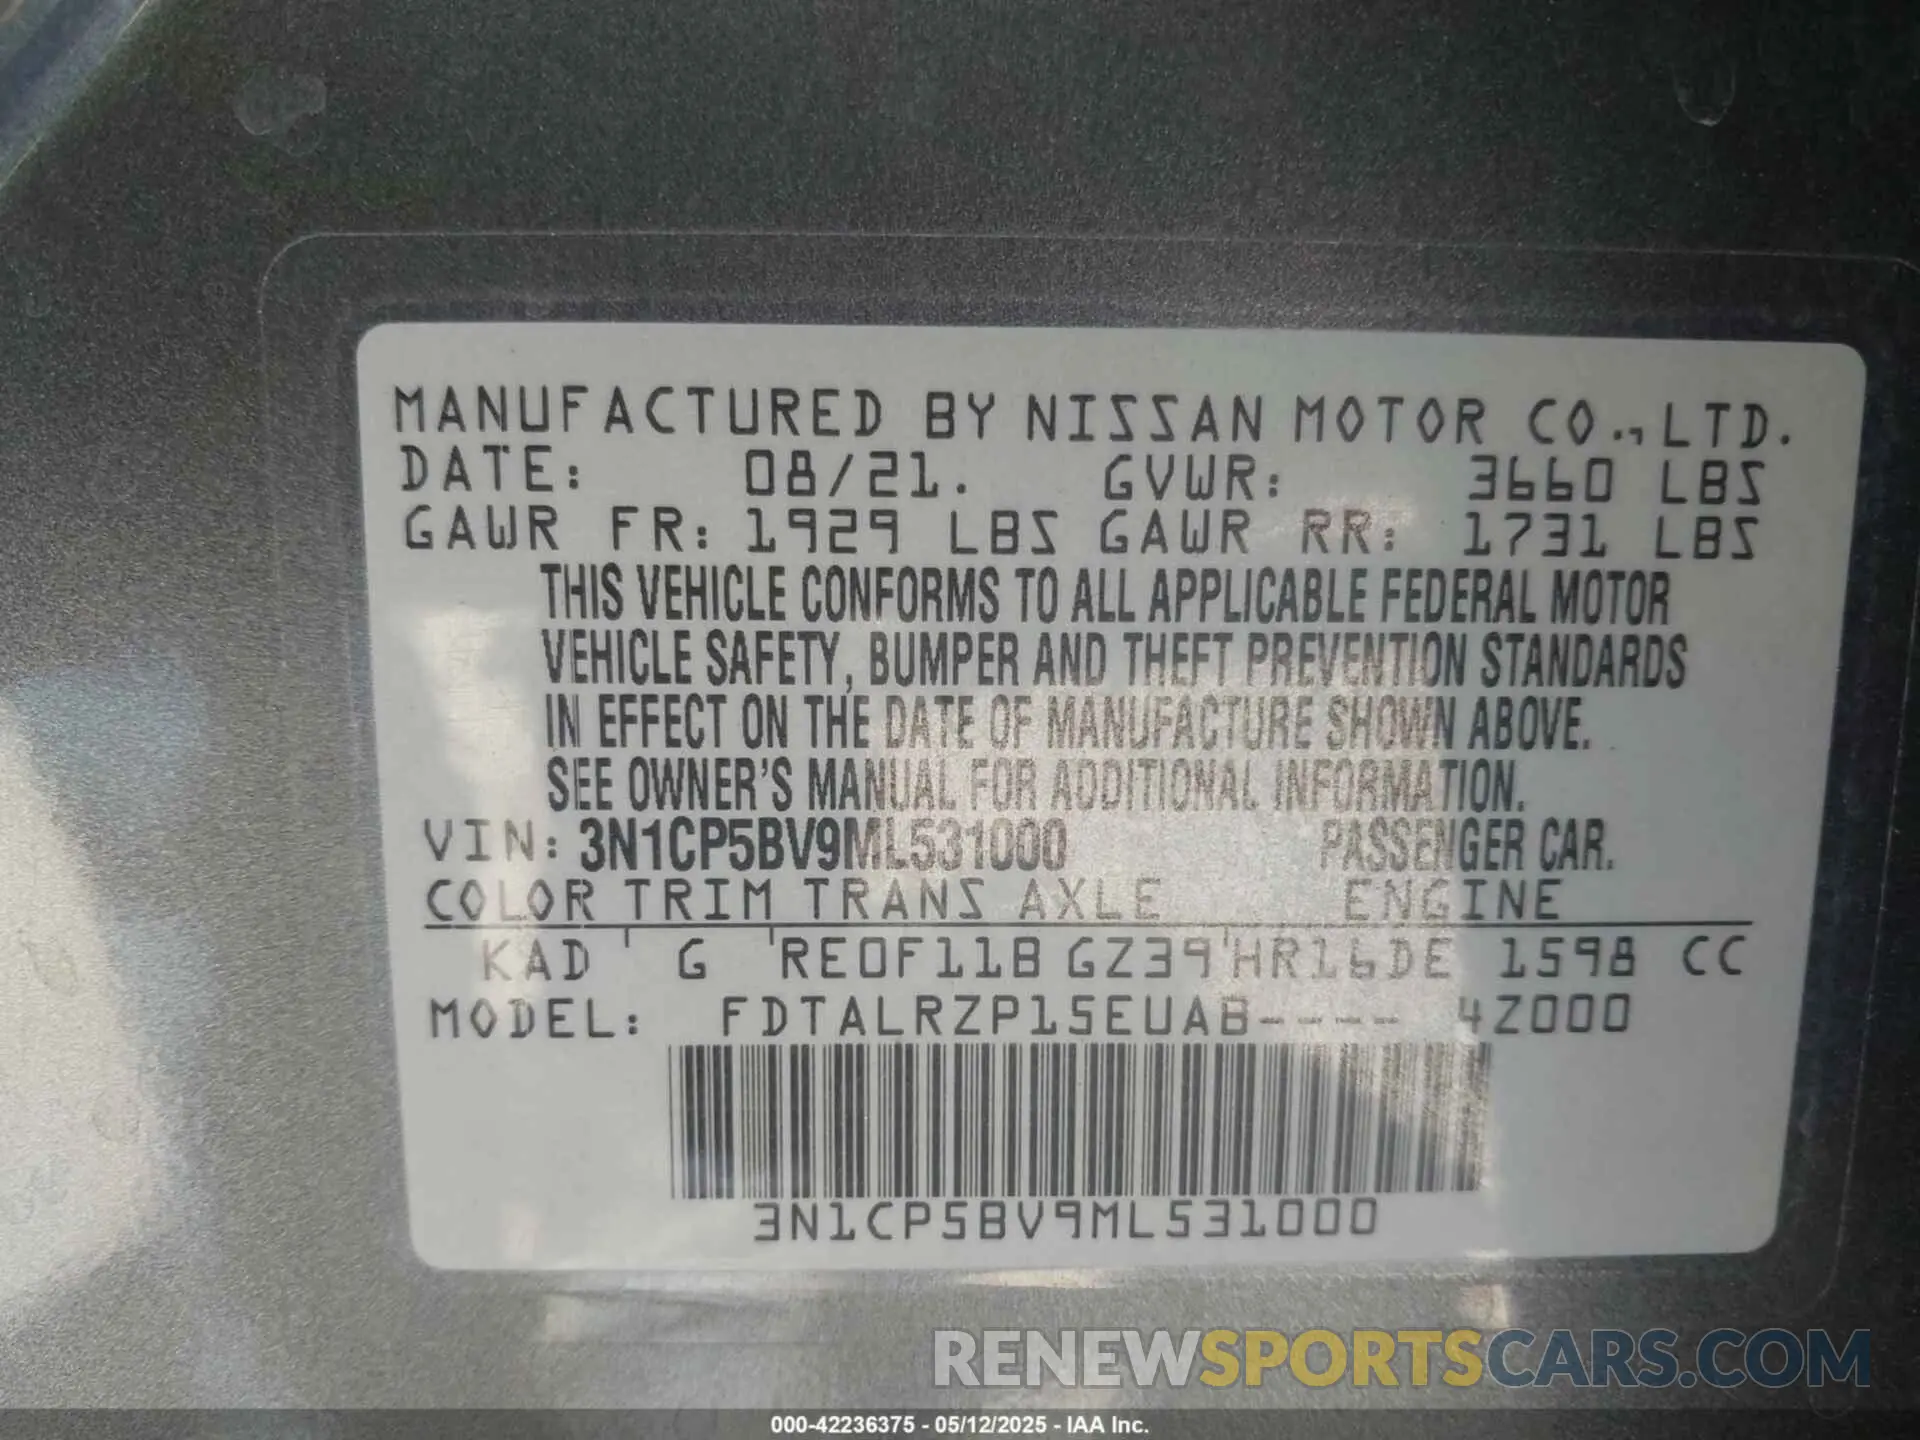 MANUFACTURED BY NISSAN MOTOR CO., LTD.
DATE: 08/21. GVWR: 3660 LBS
GAWR FR: 1929 LBS GAWR RR: 1731 LBS
THIS VEHICLE CONFORMS TO ALL APPLICABLE FEDERAL MOTOR
VEHICLE SAFETY, BUMPER AND THEFT PREVENTION STANDARDS
IN EFFECT ON THE DATE OF MANUFACTURE SHOWN ABOVE.
SEE OWNER'S MANUAL FOR ADDITIONAL INFORMATION.
VIN: 3N1CP5BV9ML531000 PASSENGER CAR.
COLOR TRIM TRANS AXLE ENGINE
KAD G RE0F11B GZ39 HR16DE 1598 CC
MODEL: FDTALRZP15EUAB---- 4Z000
3N1CP5BV9ML531000
RENEWSPORTSCARS.COM
000-42236375 - 05/12/2025 - IAA Inc.